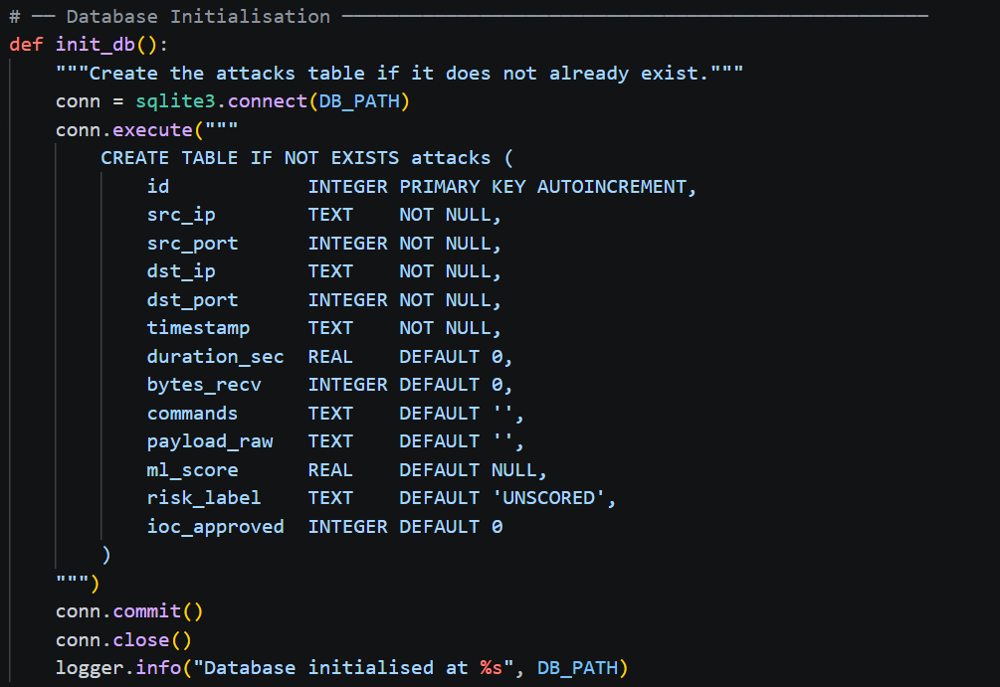 # ── Database Initialisation ───────────────────────────────────────────────────
def init_db():
    """Create the attacks table if it does not already exist."""
    conn = sqlite3.connect(DB_PATH)
    conn.execute("""
        CREATE TABLE IF NOT EXISTS attacks (
            id            INTEGER PRIMARY KEY AUTOINCREMENT,
            src_ip        TEXT    NOT NULL,
            src_port      INTEGER NOT NULL,
            dst_ip        TEXT    NOT NULL,
            dst_port      INTEGER NOT NULL,
            timestamp     TEXT    NOT NULL,
            duration_sec  REAL    DEFAULT 0,
            bytes_recv    INTEGER DEFAULT 0,
            commands      TEXT    DEFAULT '',
            payload_raw   TEXT    DEFAULT '',
            ml_score      REAL    DEFAULT NULL,
            risk_label    TEXT    DEFAULT 'UNSCORED',
            ioc_approved  INTEGER DEFAULT 0
        )
    """)
    conn.commit()
    conn.close()
    logger.info("Database initialised at %s", DB_PATH)